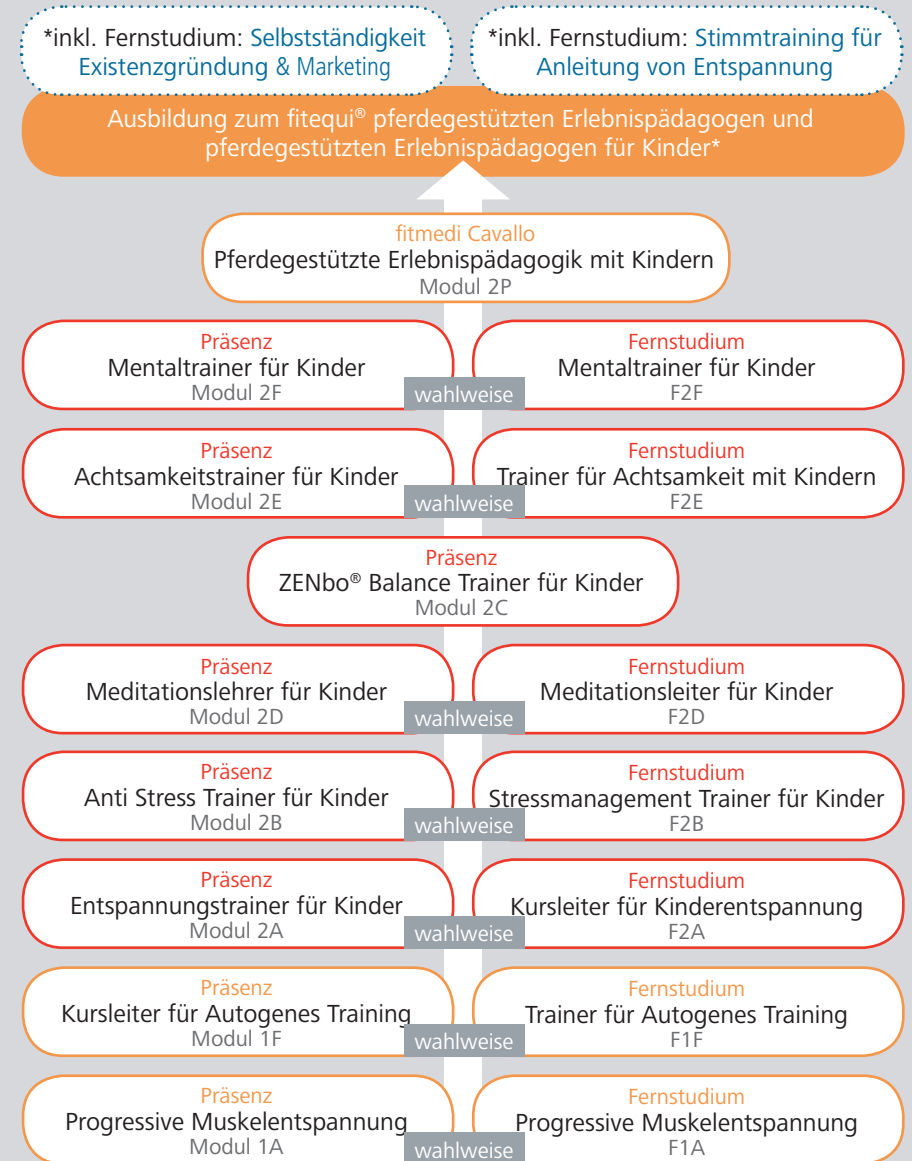 *inkl. Fernstudium: Selbstständigkeit
Existenzgründung & Marketing
*inkl. Fernstudium: Stimmtraining für
Anleitung von Entspannung
Ausbildung zum fitequi® pferdegestützten Erlebnispädagogen und
pferdegestützten Erlebnispädagogen für Kinder*
fitmedi Cavallo
Pferdegestützte Erlebnispädagogik mit Kindern
Modul 2P
Präsenz
Mentaltrainer für Kinder
Modul 2F
wahlweise
Fernstudium
Mentaltrainer für Kinder
F2F
Präsenz
Achtsamkeitstrainer für Kinder
Modul 2E
wahlweise
Fernstudium
Trainer für Achtsamkeit mit Kindern
F2E
Präsenz
ZENbo® Balance Trainer für Kinder
Modul 2C
Präsenz
Meditationslehrer für Kinder
Modul 2D
wahlweise
Fernstudium
Meditationsleiter für Kinder
F2D
Präsenz
Anti Stress Trainer für Kinder
Modul 2B
wahlweise
Fernstudium
Stressmanagement Trainer für Kinder
F2B
Präsenz
Entspannungstrainer für Kinder
Modul 2A
wahlweise
Fernstudium
Kursleiter für Kinderentspannung
F2A
Präsenz
Kursleiter für Autogenes Training
Modul 1F
wahlweise
Fernstudium
Trainer für Autogenes Training
F1F
Präsenz
Progressive Muskelentspannung
Modul 1A
wahlweise
Fernstudium
Progressive Muskelentspannung
F1A